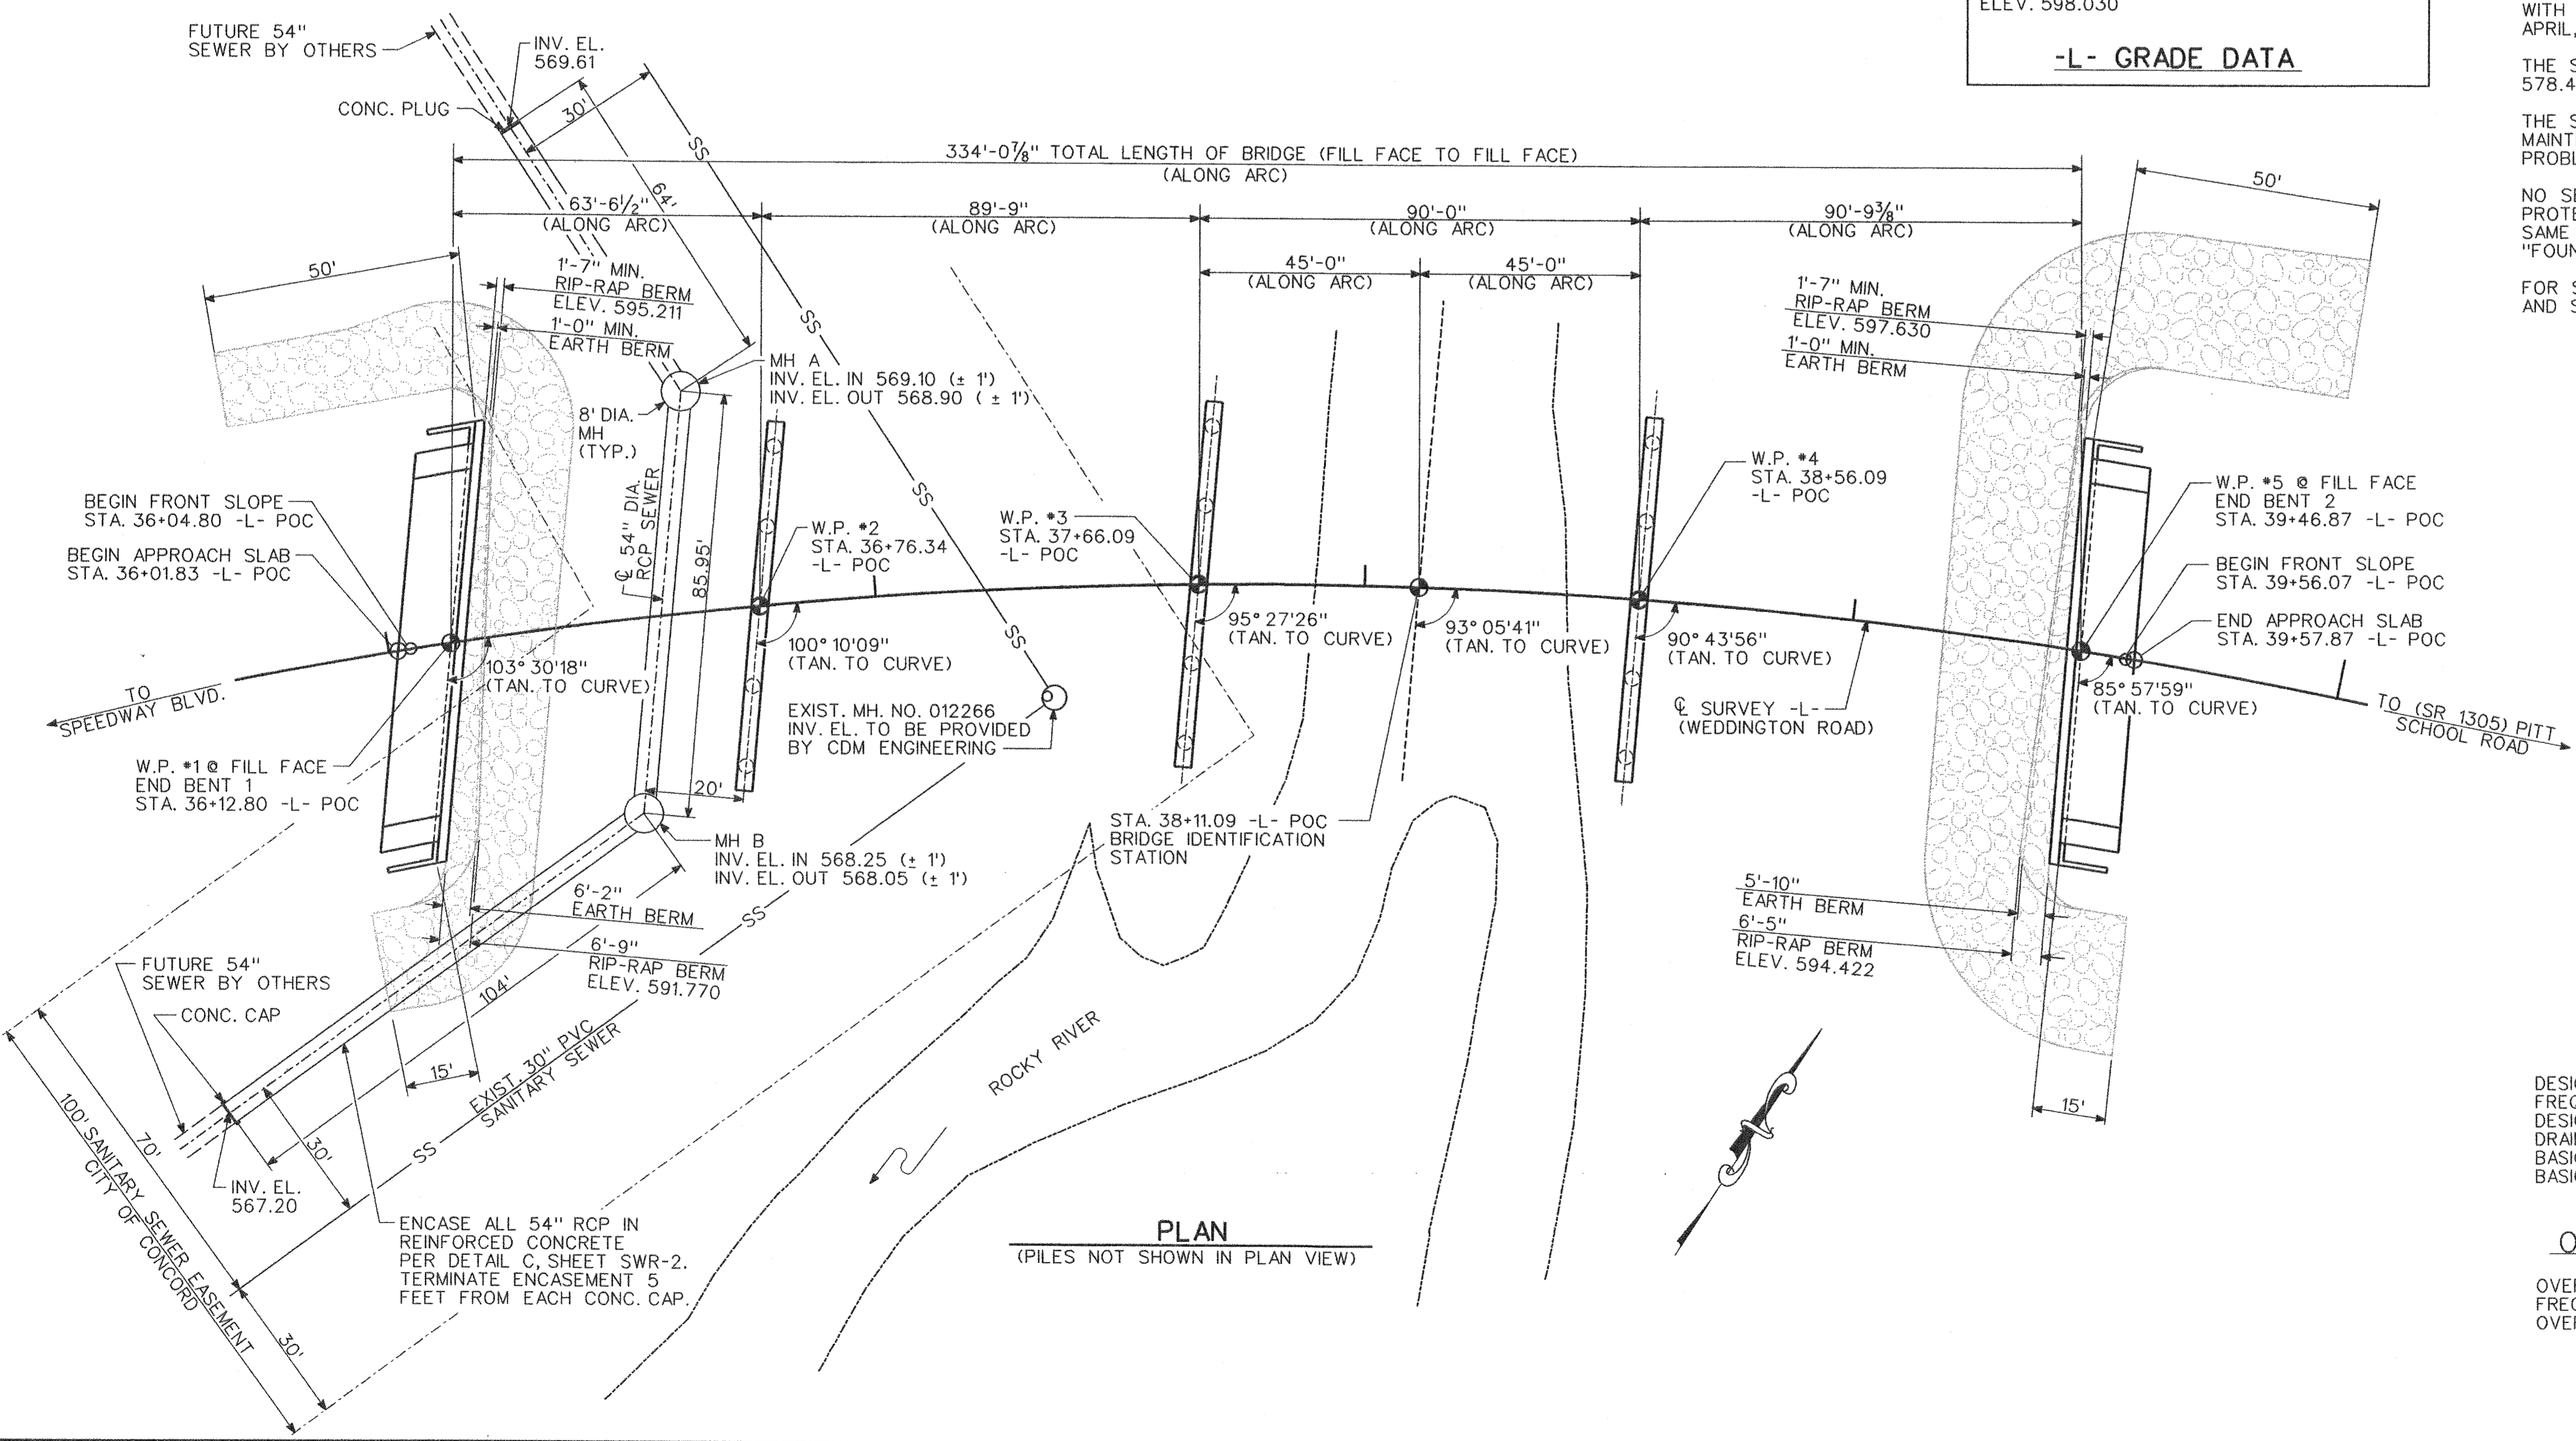 ELEV. 598.030
-L- GRADE DATA
WITH
APRIL,
THE S
578.4
THE S
MAINT
PROBL
NO SE
PROTE
SAME
"FOUN
FOR S
AND S
FUTURE 54"
SEWER BY OTHERS
INV. EL.
569.61
CONC. PLUG
30'
64'
SS
334'-0⅞" TOTAL LENGTH OF BRIDGE (FILL FACE TO FILL FACE)
(ALONG ARC)
63'-6½"
(ALONG ARC)
89'-9"
(ALONG ARC)
90'-0"
(ALONG ARC)
90'-9⅜"
(ALONG ARC)
45'-0"
(ALONG ARC)
45'-0"
(ALONG ARC)
50'
50'
1'-7" MIN.
RIP-RAP BERM
ELEV. 595.211
1'-0" MIN.
EARTH BERM
1'-7" MIN.
RIP-RAP BERM
ELEV. 597.630
1'-0" MIN.
EARTH BERM
SS
MH A
INV. EL. IN 569.10 (± 1')
INV. EL. OUT 568.90 ( ± 1')
8' DIA.
MH
(TYP.)
℄ 54" DIA.
RCP SEWER
85.95'
SS
SS
BEGIN FRONT SLOPE
STA. 36+04.80 -L- POC
BEGIN APPROACH SLAB
STA. 36+01.83 -L- POC
W.P. #2
STA. 36+76.34
-L- POC
W.P. #3
STA. 37+66.09
-L- POC
W.P. #4
STA. 38+56.09
-L- POC
W.P. #5 @ FILL FACE
END BENT 2
STA. 39+46.87 -L- POC
BEGIN FRONT SLOPE
STA. 39+56.07 -L- POC
END APPROACH SLAB
STA. 39+57.87 -L- POC
103° 30'18"
(TAN. TO CURVE)
100° 10'09"
(TAN. TO CURVE)
95° 27'26"
(TAN. TO CURVE)
93° 05'41"
(TAN. TO CURVE)
90° 43'56"
(TAN. TO CURVE)
85° 57'59"
(TAN. TO CURVE)
TO
SPEEDWAY BLVD.
TO (SR 1305) PITT
SCHOOL ROAD
℄ SURVEY -L-
(WEDDINGTON ROAD)
EXIST. MH. NO. 012266
INV. EL. TO BE PROVIDED
BY CDM ENGINEERING
W.P. #1 @ FILL FACE
END BENT 1
STA. 36+12.80 -L- POC
20'
STA. 38+11.09 -L- POC
BRIDGE IDENTIFICATION
STATION
MH B
INV. EL. IN 568.25 (± 1')
INV. EL. OUT 568.05 (± 1')
6'-2"
EARTH BERM
6'-9"
RIP-RAP BERM
ELEV. 591.770
SS
5'-10"
EARTH BERM
6'-5"
RIP-RAP BERM
ELEV. 594.422
FUTURE 54"
SEWER BY OTHERS
CONC. CAP
104'
EXIST. 30" PVC
SANITARY SEWER
ROCKY RIVER
15'
15'
30'
SS
70'
100' SANITARY SEWER EASEMENT
CITY OF CONCORD
30'
INV. EL.
567.20
ENCASE ALL 54" RCP IN
REINFORCED CONCRETE
PER DETAIL C, SHEET SWR-2.
TERMINATE ENCASEMENT 5
FEET FROM EACH CONC. CAP.
PLAN
(PILES NOT SHOWN IN PLAN VIEW)
DESIG
FREQ
DESIG
DRAI
BASIC
BASIC
O
OVER
FREQ
OVER